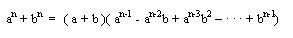 aⁿ + bⁿ = ( a + b )( aⁿ⁻¹ - aⁿ⁻²b + aⁿ⁻³b² – · · · + bⁿ⁻¹)